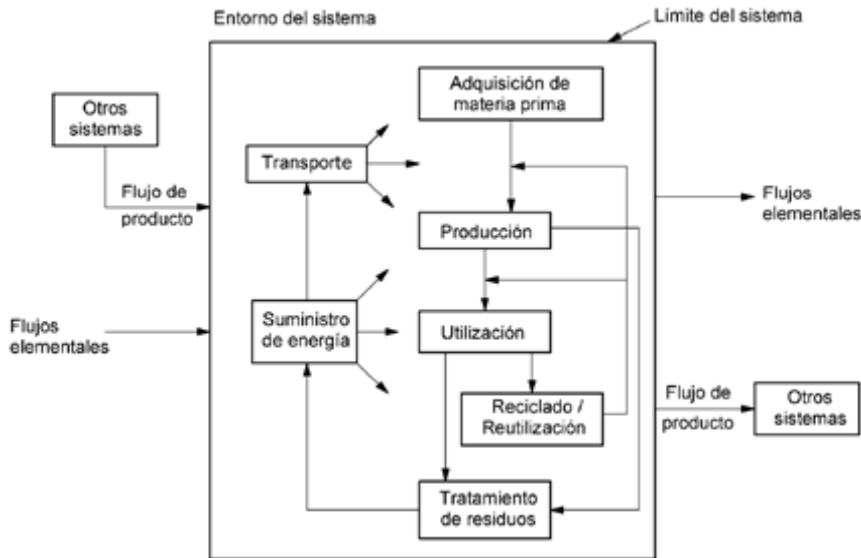 Entorno del sistema
Limite del sistema
Adquisición de
materia prima
Otros
sistemas
Transporte
Flujo de
producto
Flujos
elementales
Producción
Flujos
elementales
Suministro
de energía
Utilización
Reciclado /
Reutilización
Flujo de
producto
Otros
sistemas
Tratamiento
de residuos